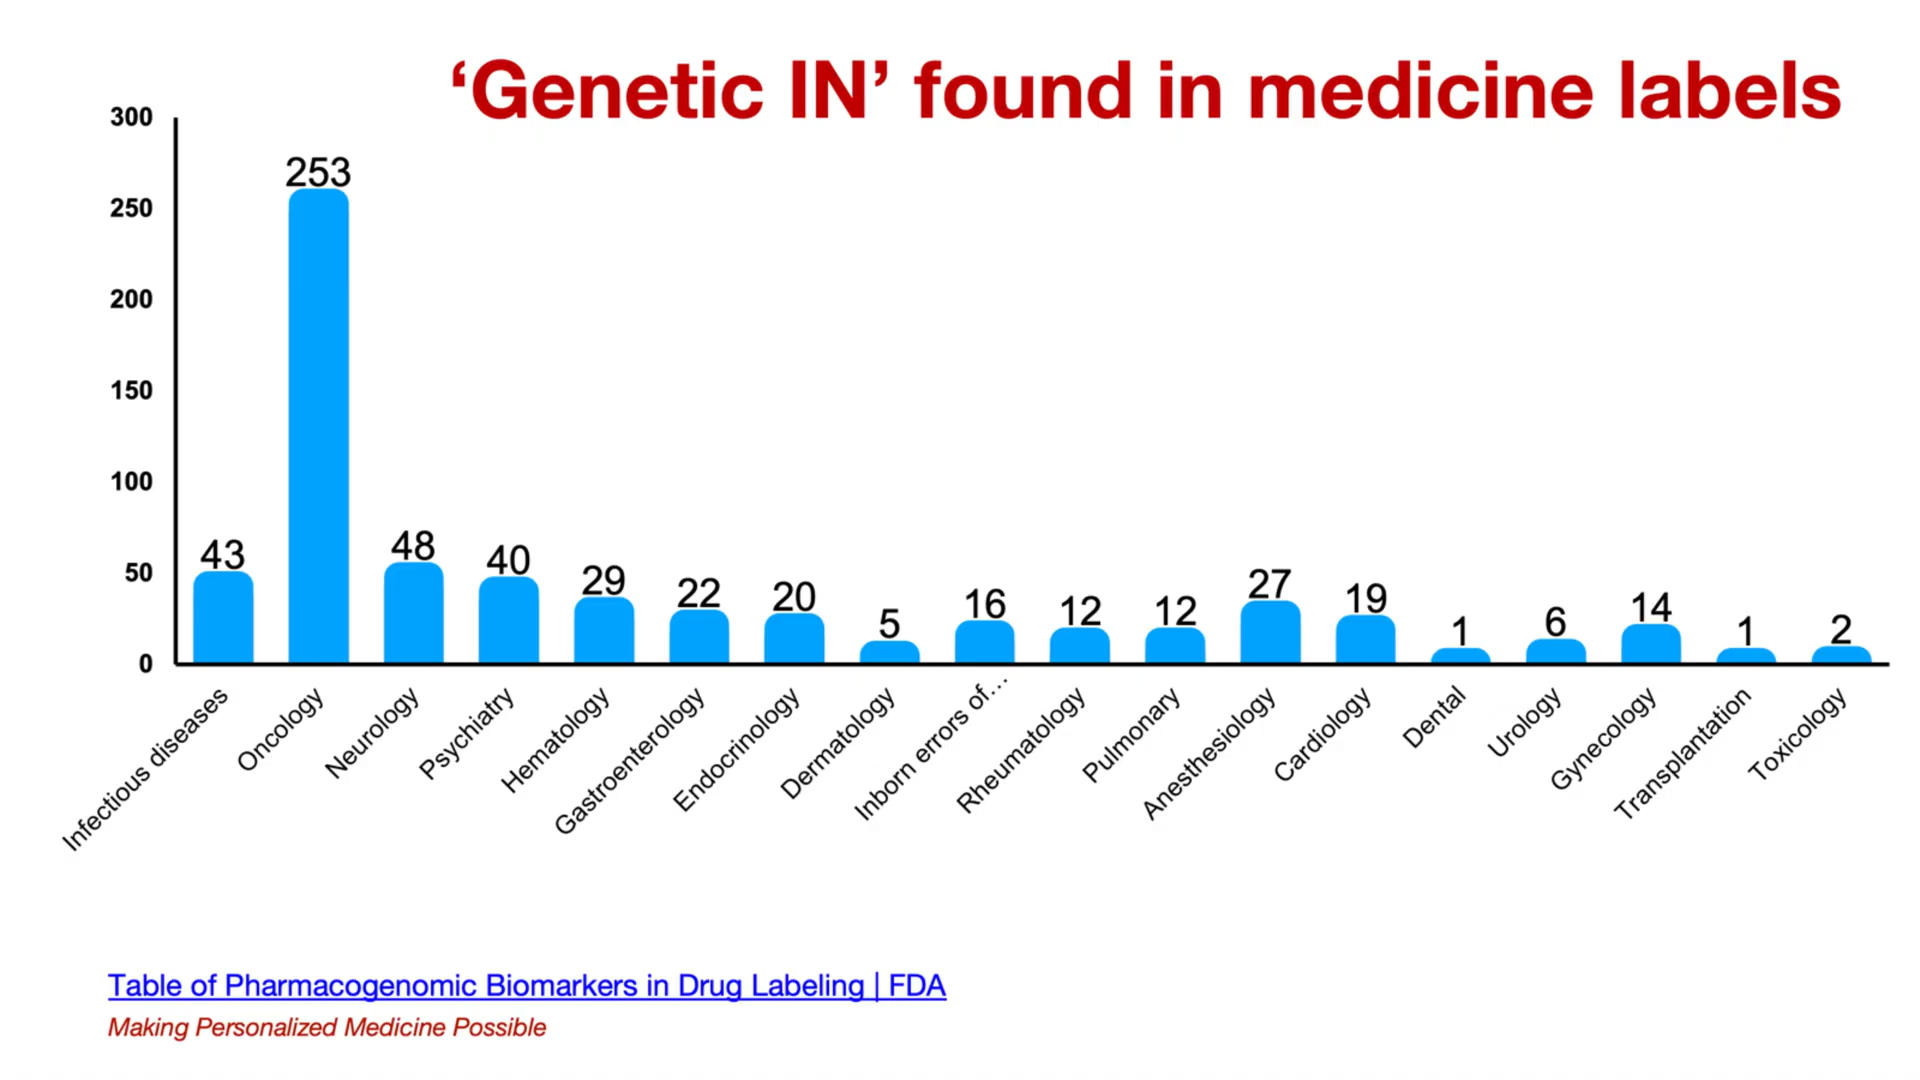 ‘Genetic IN’ found in medicine labels
300
250
200
150
100
50
0
43
253
48
40
29
22
20
5
16
12
12
27
19
1
6
14
1
2
Infectious diseases
Oncology
Neurology
Psychiatry
Hematology
Gastroenterology
Endocrinology
Dermatology
Inborn errors of...
Rheumatology
Pulmonary
Anesthesiology
Cardiology
Dental
Urology
Gynecology
Transplantation
Toxicology
Table of Pharmacogenomic Biomarkers in Drug Labeling | FDA
Making Personalized Medicine Possible